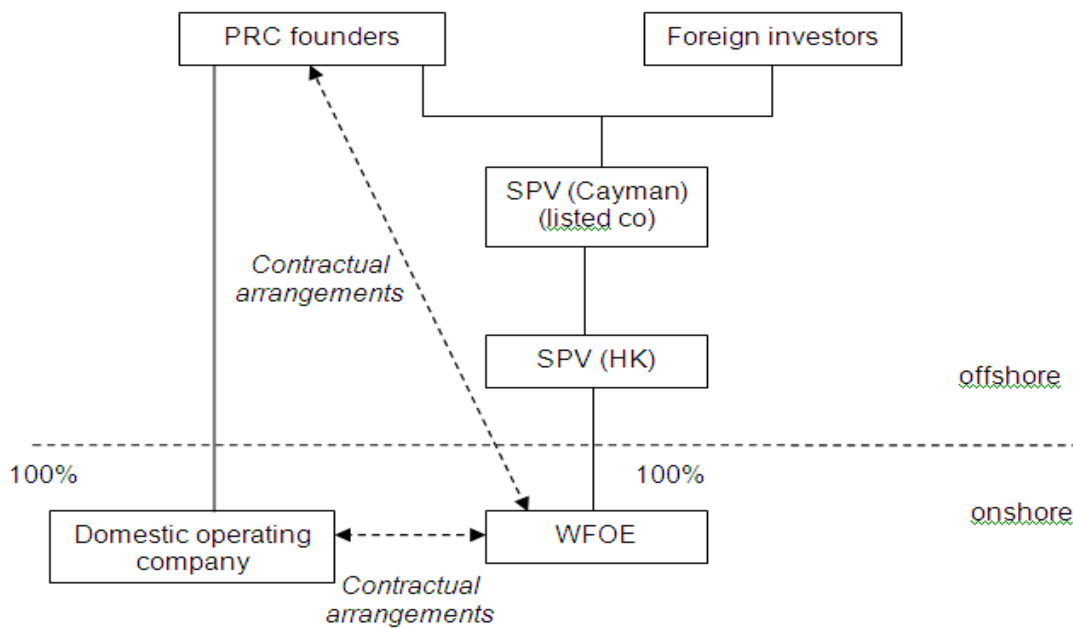 PRC founders
Foreign investors
SPV (Cayman)
(listed co)
Contractual
arrangements
SPV (HK)
offshore
100%
100%
onshore
Domestic operating
company
WFOE
Contractual
arrangements